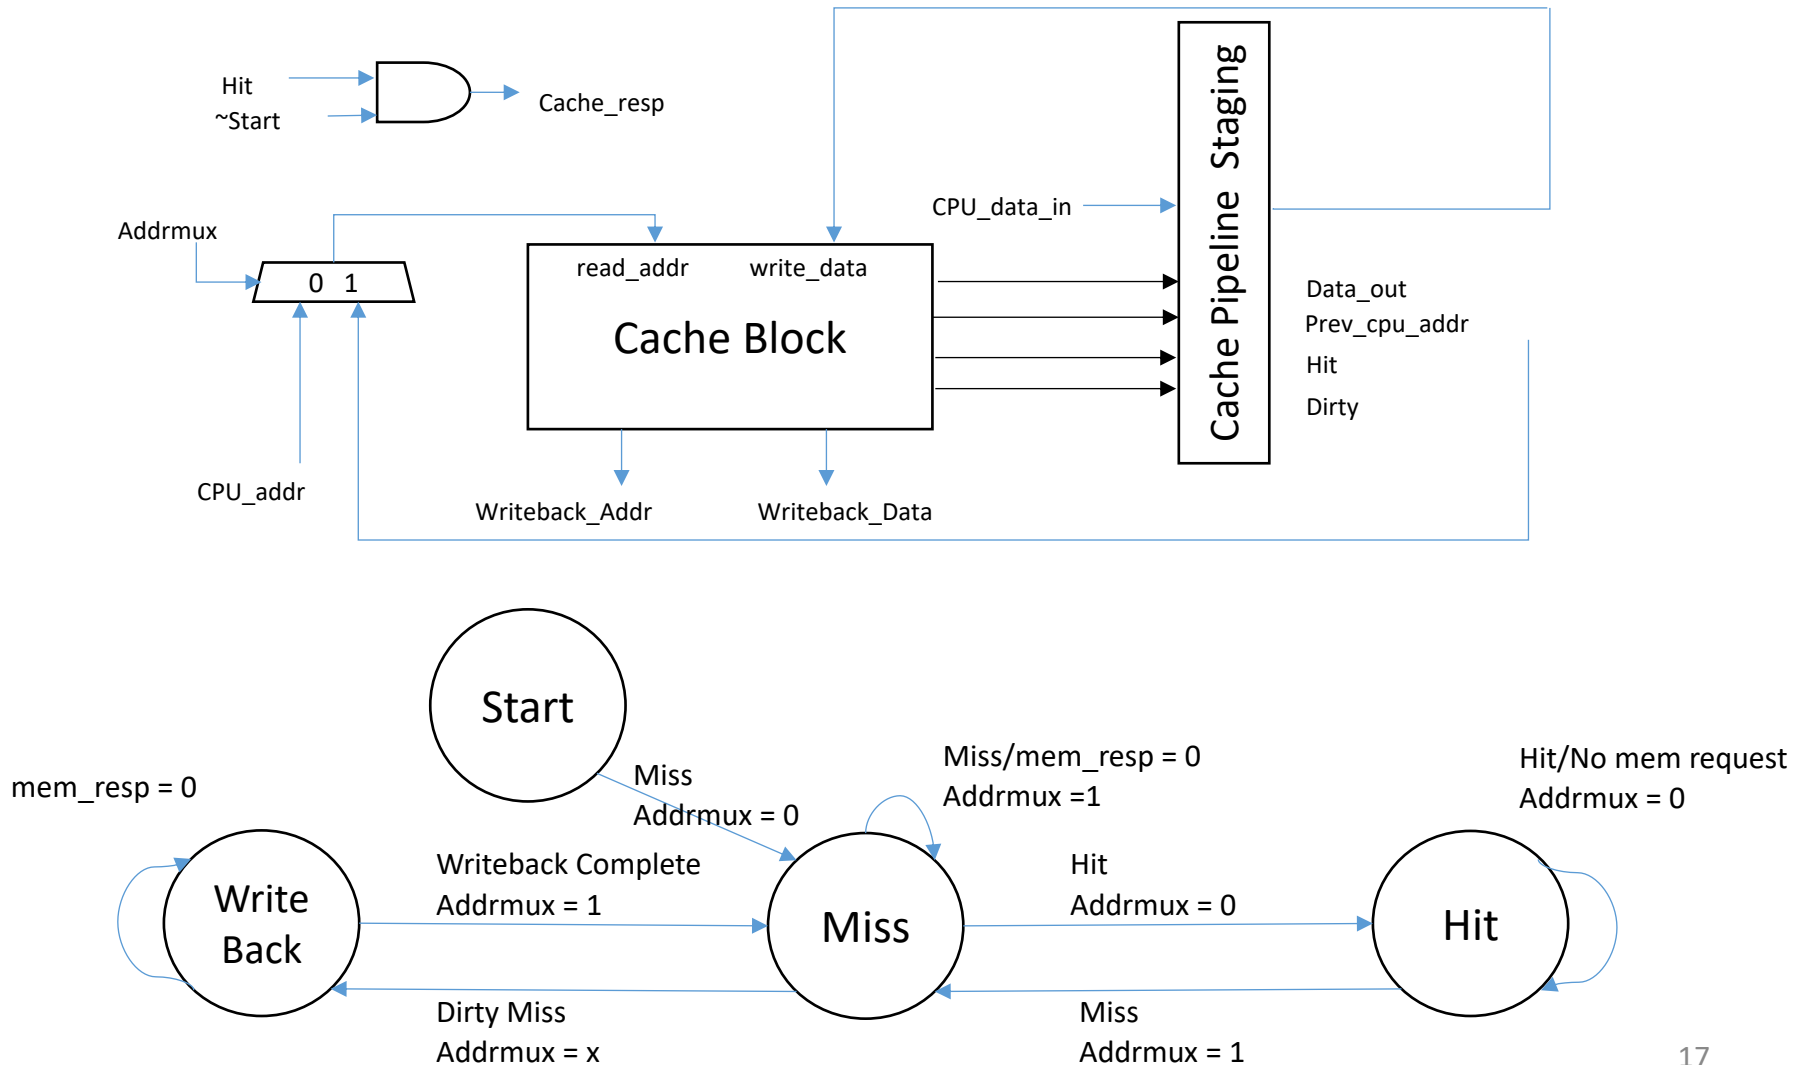 Hit
~Start
Cache_resp
Addrmux
0 1
CPU_addr
read_addr
write_data
Cache Block
Writeback_Addr
Writeback_Data
CPU_data_in
Cache Pipeline Staging
Data_out
Prev_cpu_addr
Hit
Dirty
Start
Miss
Addrmux = 0
Miss/mem_resp = 0
Addrmux =1
Hit/No mem request
Addrmux = 0
mem_resp = 0
Write
Back
Writeback Complete
Addrmux = 1
Miss
Hit
Addrmux = 0
Hit
Dirty Miss
Addrmux = x
Miss
Addrmux = 1
17